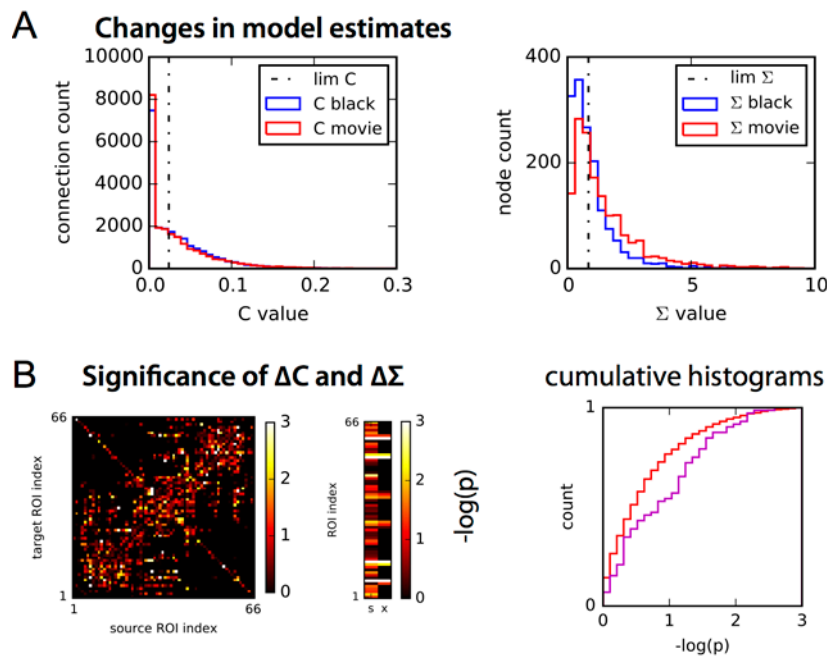 A
Changes in model estimates
10000
8000
6000
4000
2000
0
0.0
0.1
0.2
0.3
connection count
C value
lim C
C black
C movie
400
200
0
0
5
10
node count
Σ value
lim Σ
Σ black
Σ movie
B
Significance of ΔC and ΔΣ
66
1
1
66
target ROI index
source ROI index
3
2
1
0
66
1
ROI index
s x
3
2
1
0
-log(p)
cumulative histograms
1
0
0
1
2
3
count
-log(p)